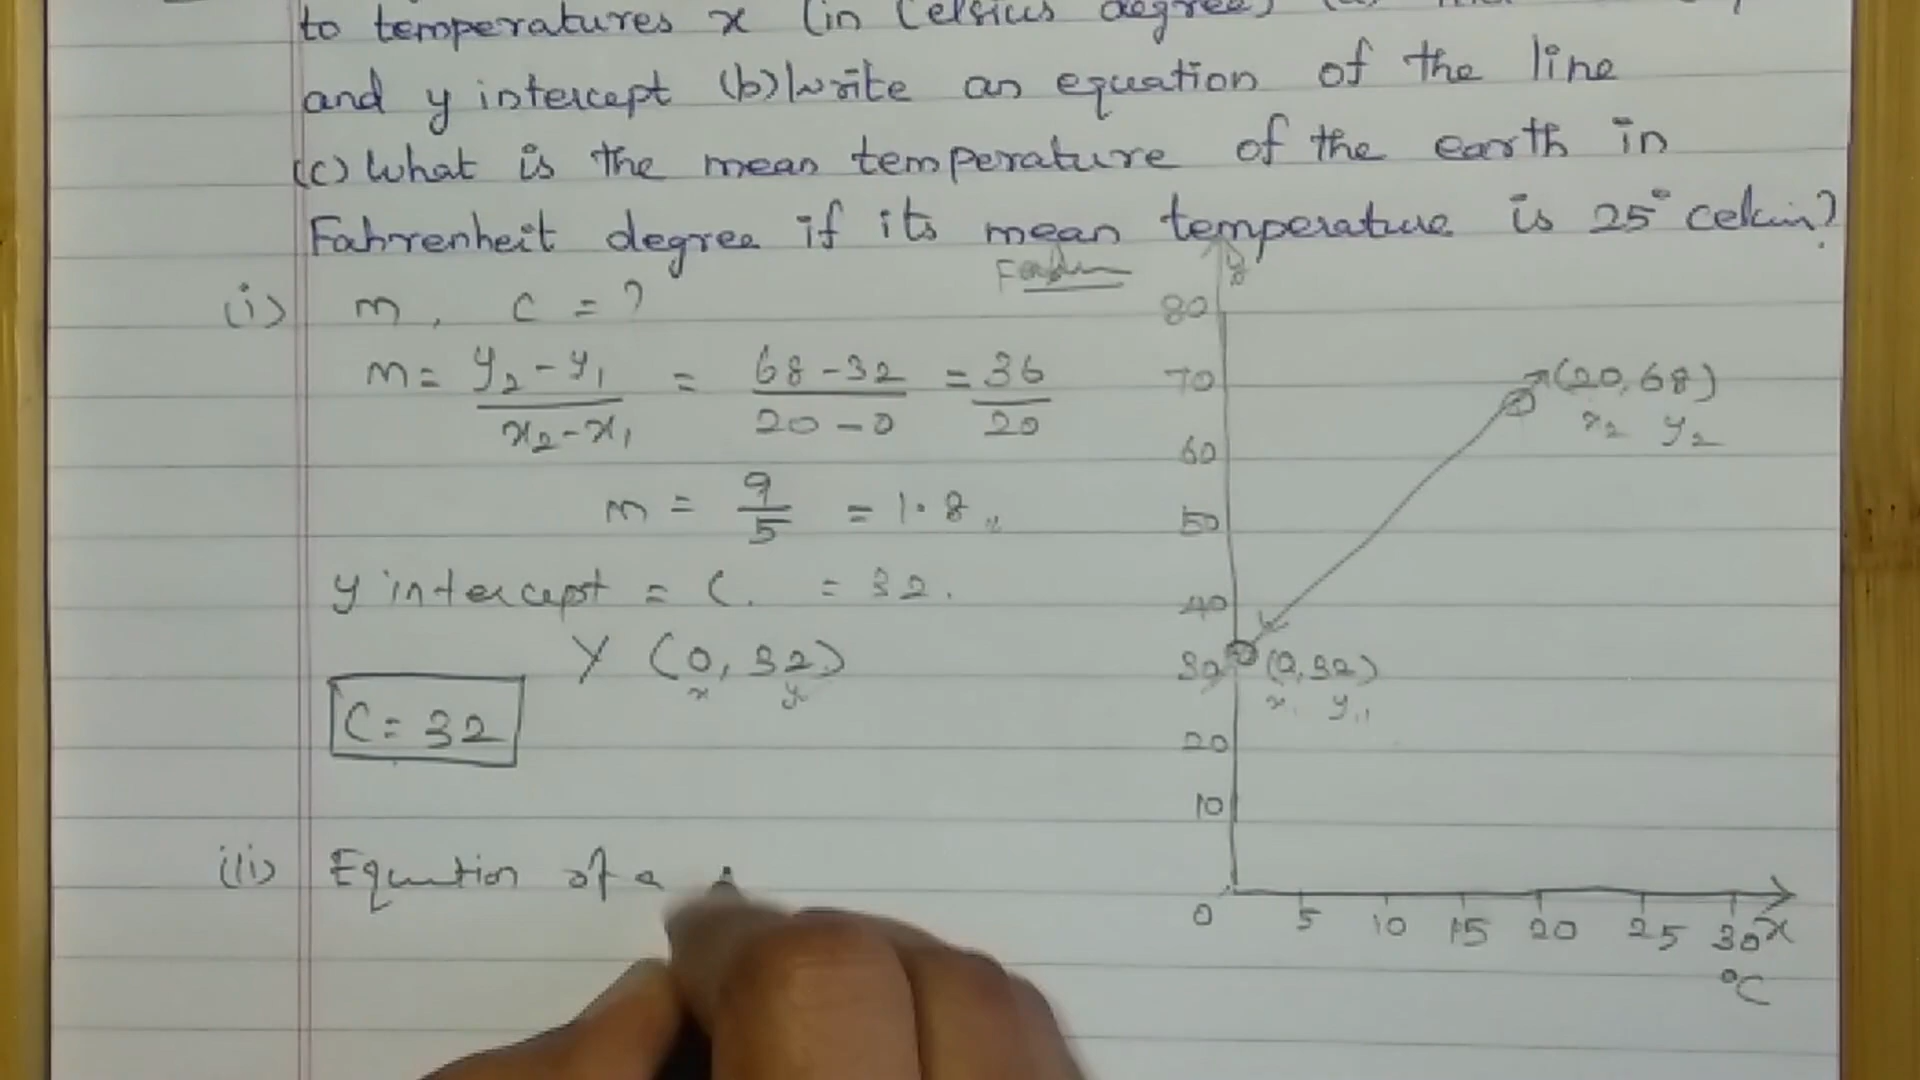 to temperatures x (in Celsius degree)
and y intercept (b) Write an equation of the line
(c) What is the mean temperature of the earth in
Fahrenheit degree if its mean temperature is 25°
(i) m, c = ?
m = y2 - y1 / x2 - x1 = 68 - 32 / 20 - 0 = 36 / 20
m = 9/5 = 1.8
y intercept = C. = 32.
Y (0, 32)
x y
C = 32
(ii) Equation of a
y
80
70
60
50
40
30
20
10
0 5 10 15 20 25 30 x
°C
(20, 68)
x2 y2
(0, 32)
x1 y1